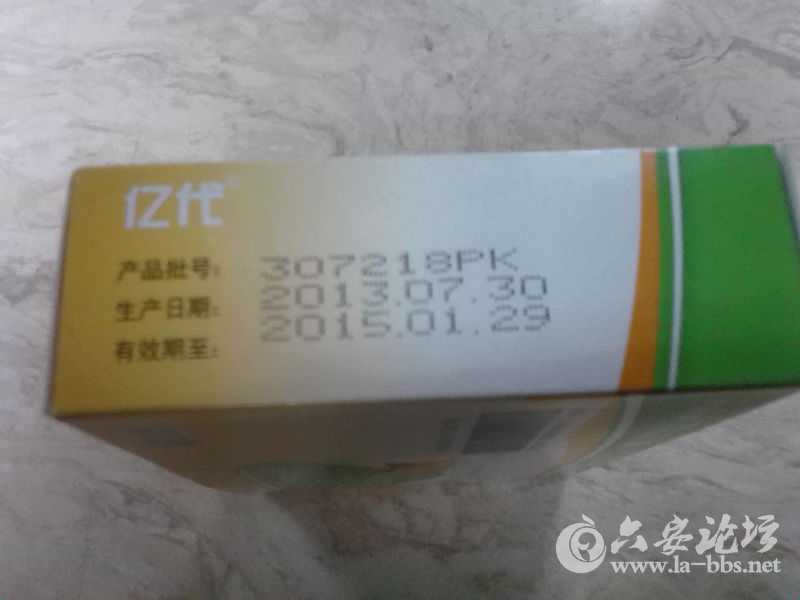 亿代®
产品批号: 307218PK
生产日期: 2013.07.30
有效期至: 2015.01.29
六安论坛
www.la-bbs.net